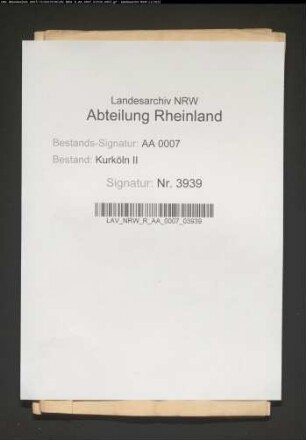 Landesarchiv NRW
Abteilung Rheinland
Bestands-Signatur: AA 0007
Bestand: Kurköln II
Signatur: Nr. 3939
LAV_NRW_R_AA_0007_03939